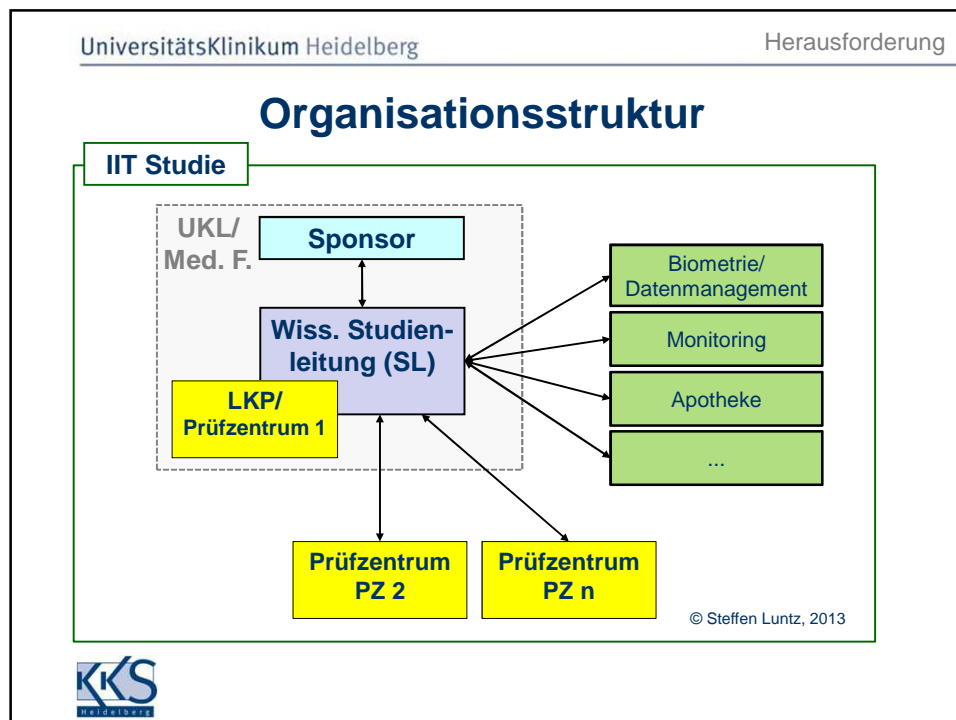 UniversitätsKlinikum Heidelberg
Herausforderung
Organisationsstruktur
IIT Studie
UKL/
Med. F.
Sponsor
Wiss. Studien-
leitung (SL)
LKP/
Prüfzentrum 1
Biometrie/
Datenmanagement
Monitoring
Apotheke
...
Prüfzentrum
PZ 2
Prüfzentrum
PZ n
© Steffen Luntz, 2013
KKS
Heidelberg